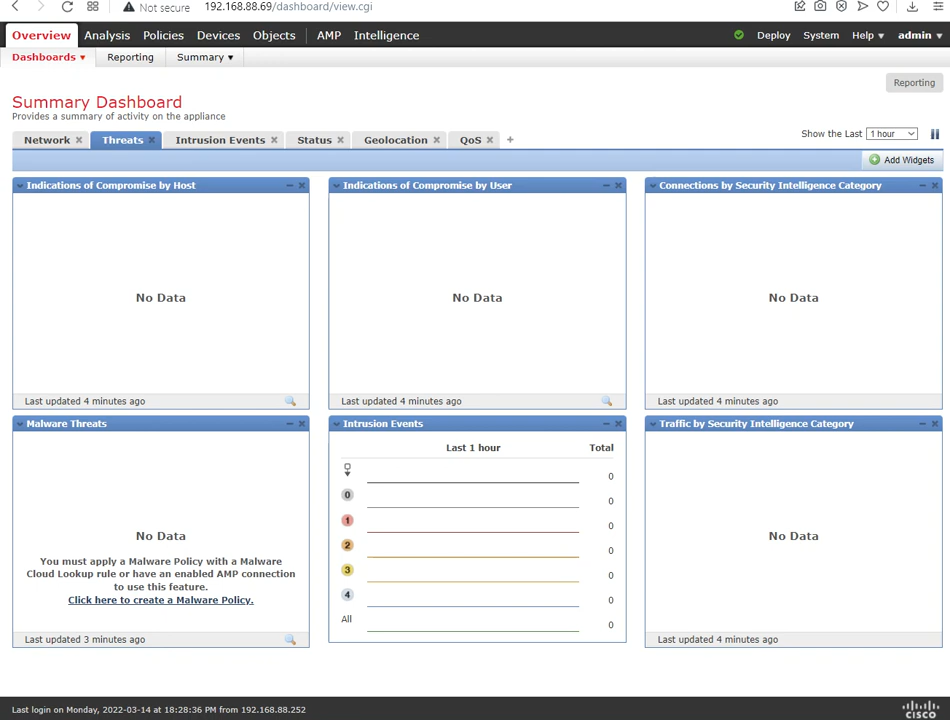 Not secure 192.168.88.69/dashboard/view.cgi
Overview Analysis Policies Devices Objects AMP Intelligence Deploy System Help ▾ admin ▾
Dashboards ▾ Reporting Summary ▾
Reporting
Summary Dashboard
Provides a summary of activity on the appliance
Network × Threats × Intrusion Events × Status × Geolocation × QoS × +
Show the Last 1 hour
Add Widgets
Indications of Compromise by Host
No Data
Last updated 4 minutes ago
Indications of Compromise by User
No Data
Last updated 4 minutes ago
Connections by Security Intelligence Category
No Data
Last updated 4 minutes ago
Malware Threats
No Data
You must apply a Malware Policy with a Malware
Cloud Lookup rule or have an enabled AMP connection
to use this feature.
Click here to create a Malware Policy.
Last updated 3 minutes ago
Intrusion Events
Last 1 hour Total
0
0 0
1 0
2 0
3 0
4 0
All 0
Traffic by Security Intelligence Category
No Data
Last updated 4 minutes ago
Last login on Monday, 2022-03-14 at 18:28:36 PM from 192.168.88.252
CISCO